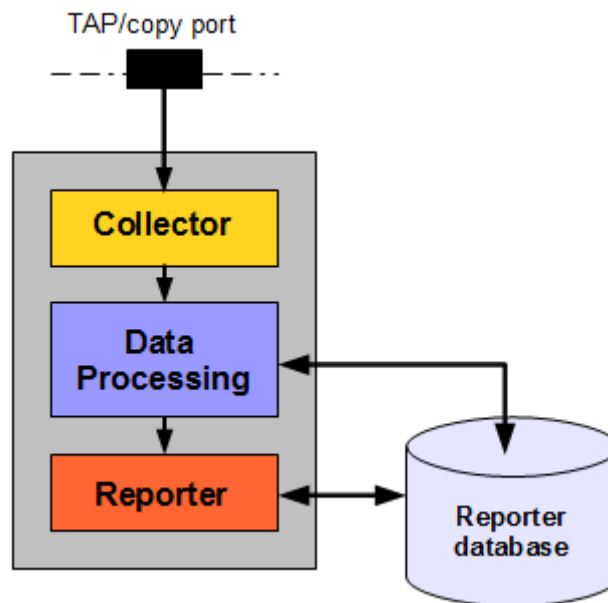 TAP/copy port
Collector
Data
Processing
Reporter
Reporter
database